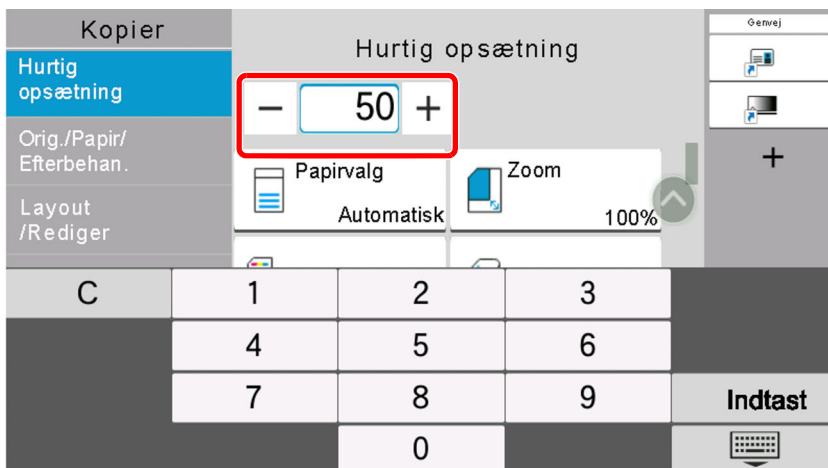 Kopier
Hurtig
opsætning
Orig./Papir/
Efterbehan.
Layout
/Rediger
Hurtig opsætning
− 50 +
Papirvalg
Automatisk
Zoom
100%
Genvej
+
C 1 2 3
4 5 6
7 8 9 Indtast
0